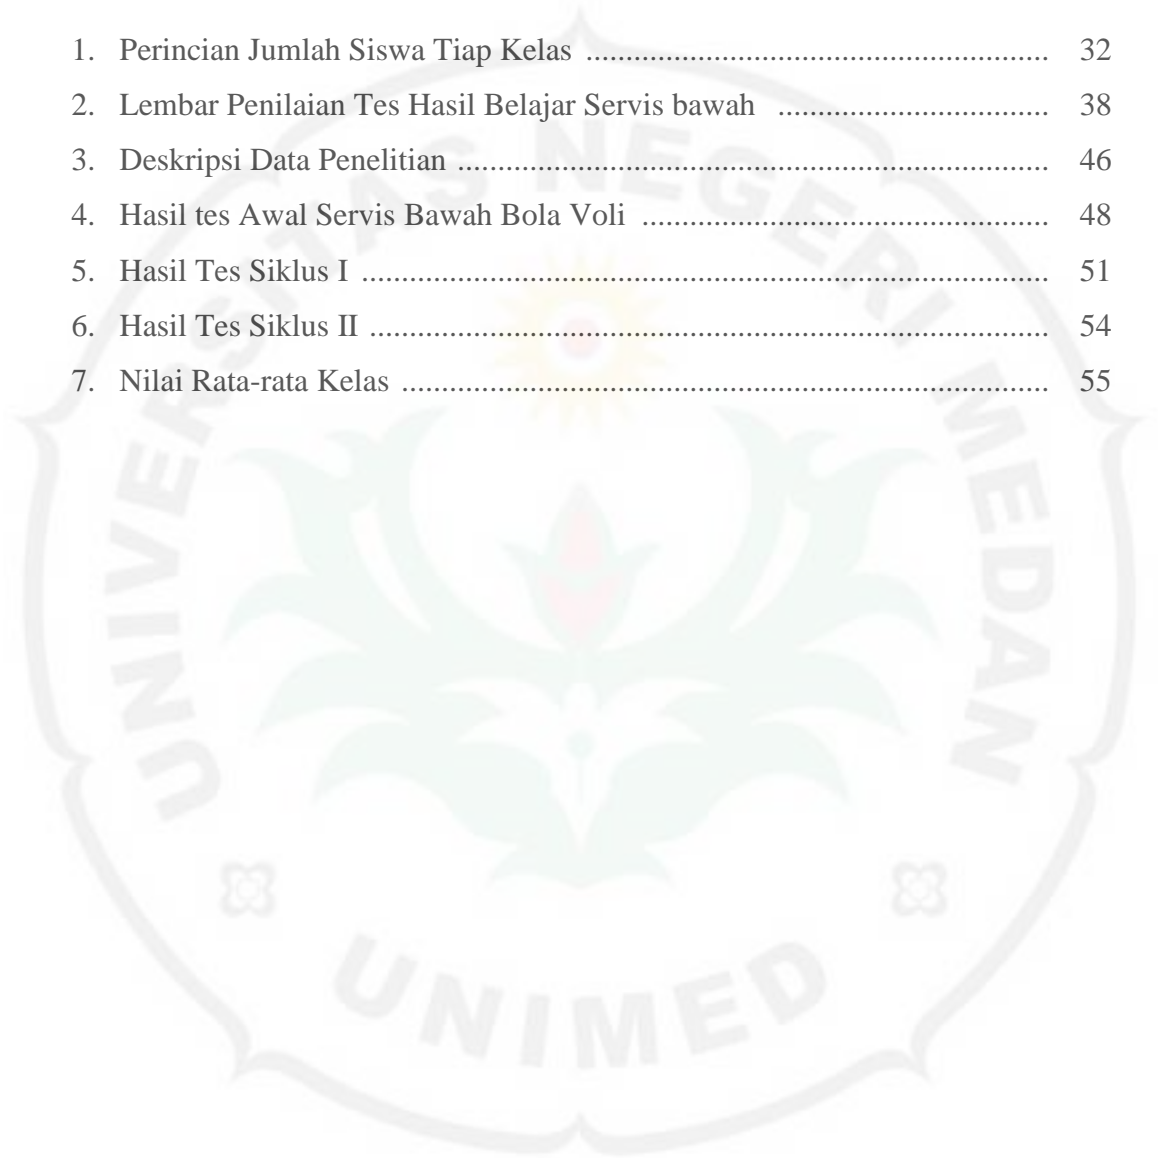 1. Perincian Jumlah Siswa Tiap Kelas ........................................................ 32
2. Lembar Penilaian Tes Hasil Belajar Servis bawah ................................. 38
3. Deskripsi Data Penelitian ........................................................................ 46
4. Hasil tes Awal Servis Bawah Bola Voli ................................................. 48
5. Hasil Tes Siklus I .................................................................................... 51
6. Hasil Tes Siklus II ................................................................................... 54
7. Nilai Rata-rata Kelas ............................................................................... 55
UNIVERSITAS NEGERI MEDAN
UNIMED